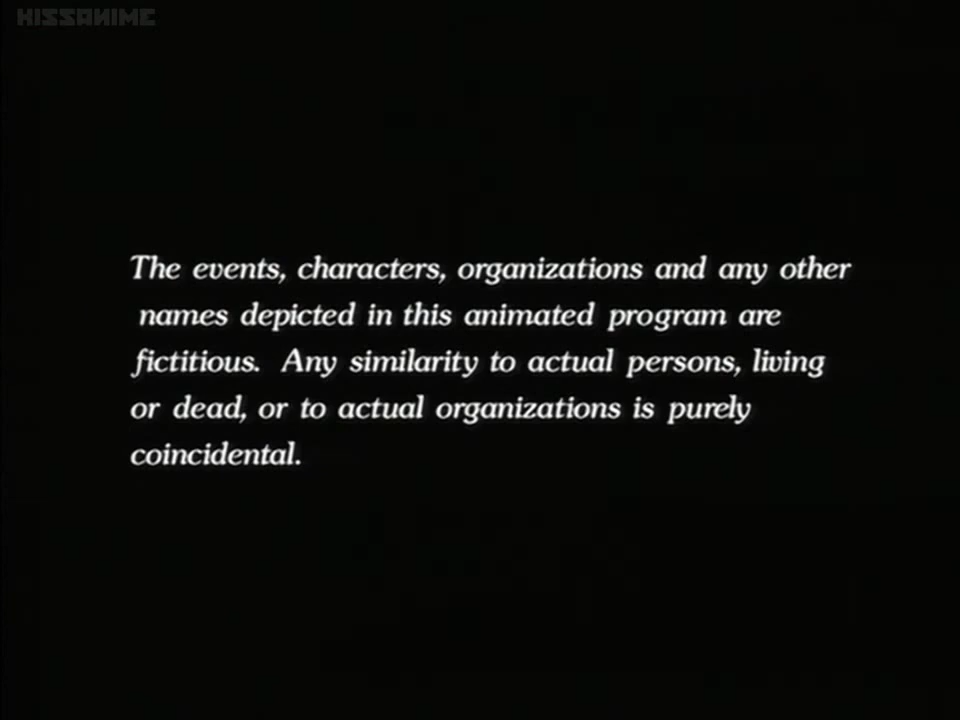 KISSANIME
The events, characters, organizations and any other
names depicted in this animated program are
fictitious. Any similarity to actual persons, living
or dead, or to actual organizations is purely
coincidental.